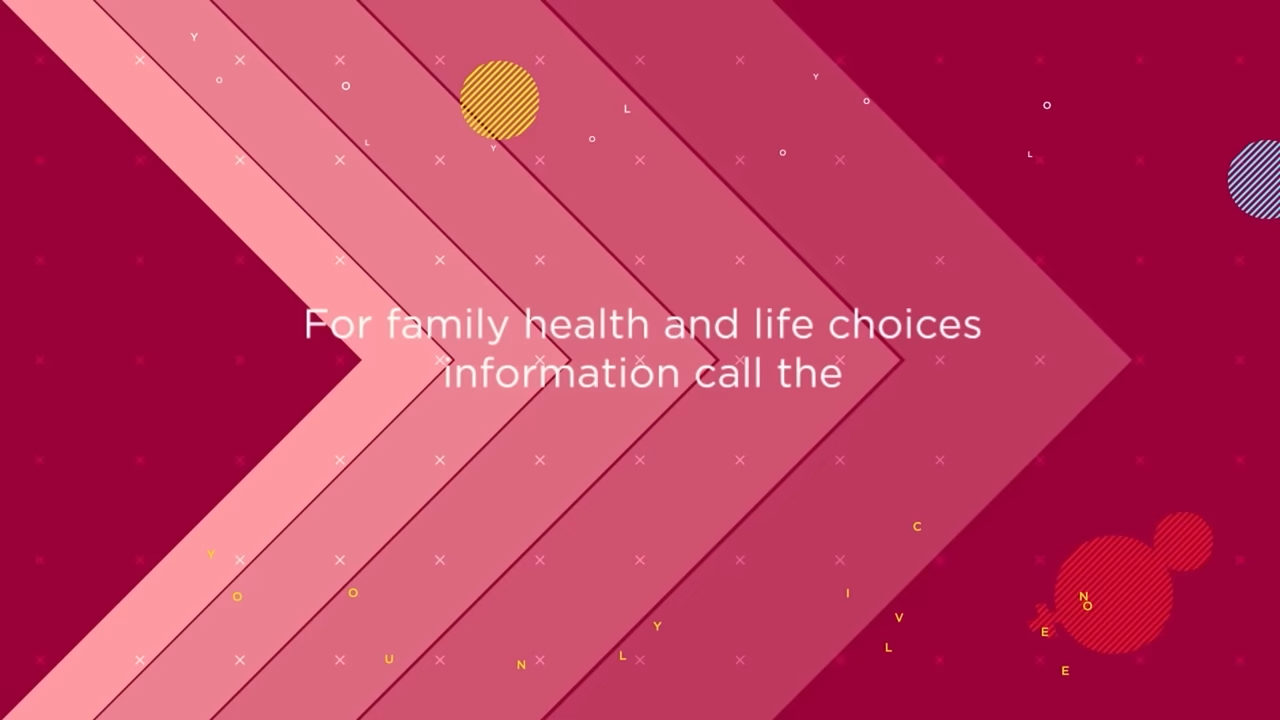 Y O L O Y O L O Y O L O
For family health and life choices
information call the
Y O U O N L Y L I V E O N C E